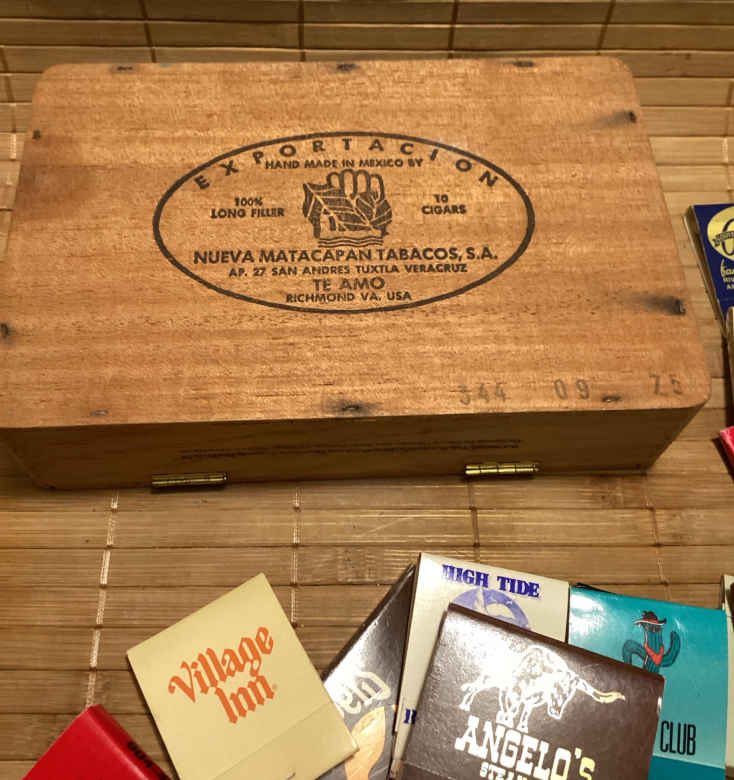 EXPORTACION
HAND MADE IN MEXICO BY
100%
LONG FILLER
10
CIGARS
NUEVA MATACAPAN TABACOS, S.A.
AP. 27 SAN ANDRES TUXTLA VERACRUZ
TE AMO
RICHMOND VA. USA
344 09 75
HIGH TIDE
Village
Inn
ANGELO'S
CLUB